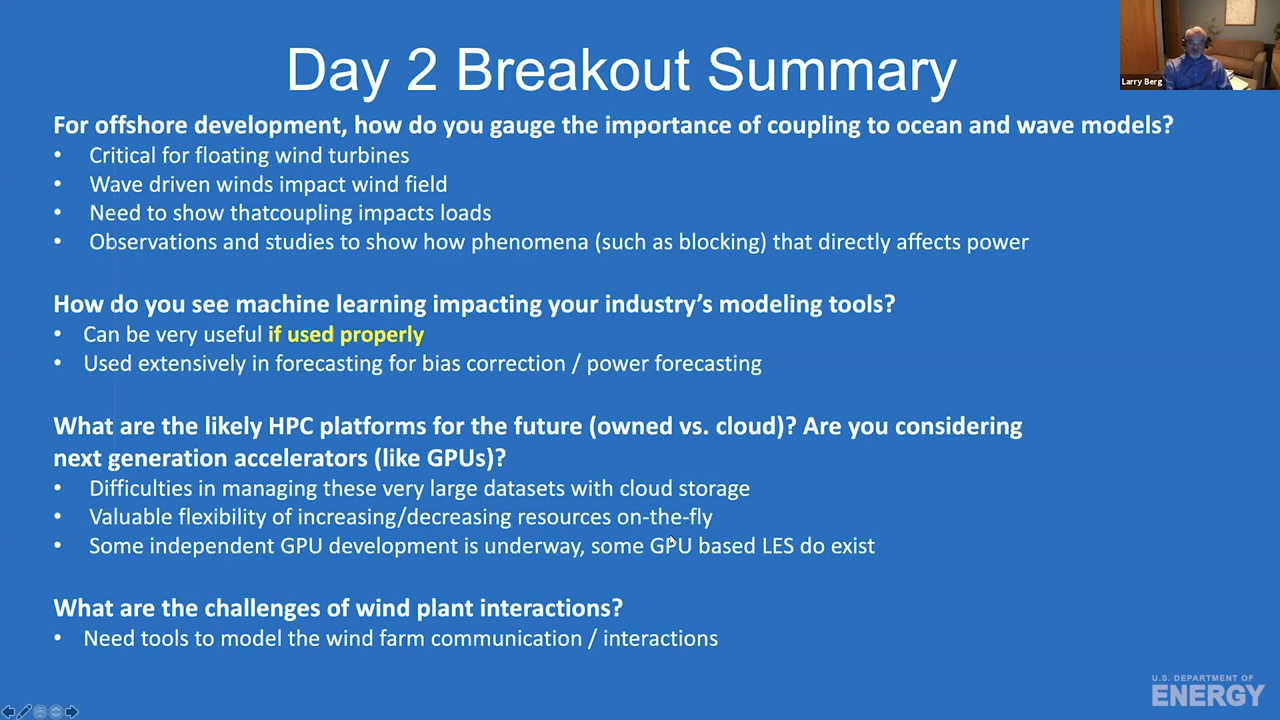 Day 2 Breakout Summary
Larry Berg
For offshore development, how do you gauge the importance of coupling to ocean and wave models?
• Critical for floating wind turbines
• Wave driven winds impact wind field
• Need to show thatcoupling impacts loads
• Observations and studies to show how phenomena (such as blocking) that directly affects power
How do you see machine learning impacting your industry's modeling tools?
• Can be very useful if used properly
• Used extensively in forecasting for bias correction / power forecasting
What are the likely HPC platforms for the future (owned vs. cloud)? Are you considering
next generation accelerators (like GPUs)?
• Difficulties in managing these very large datasets with cloud storage
• Valuable flexibility of increasing/decreasing resources on-the-fly
• Some independent GPU development is underway, some GPU based LES do exist
What are the challenges of wind plant interactions?
• Need tools to model the wind farm communication / interactions
U.S. DEPARTMENT OF
ENERGY